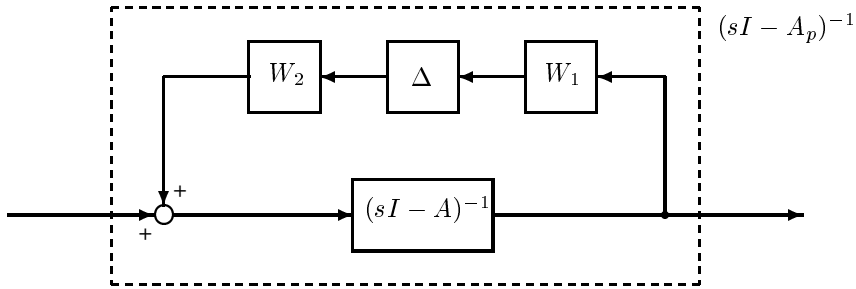 (sI − A_p)^{−1}
W_2 Δ W_1
+
(sI − A)^{−1}
+